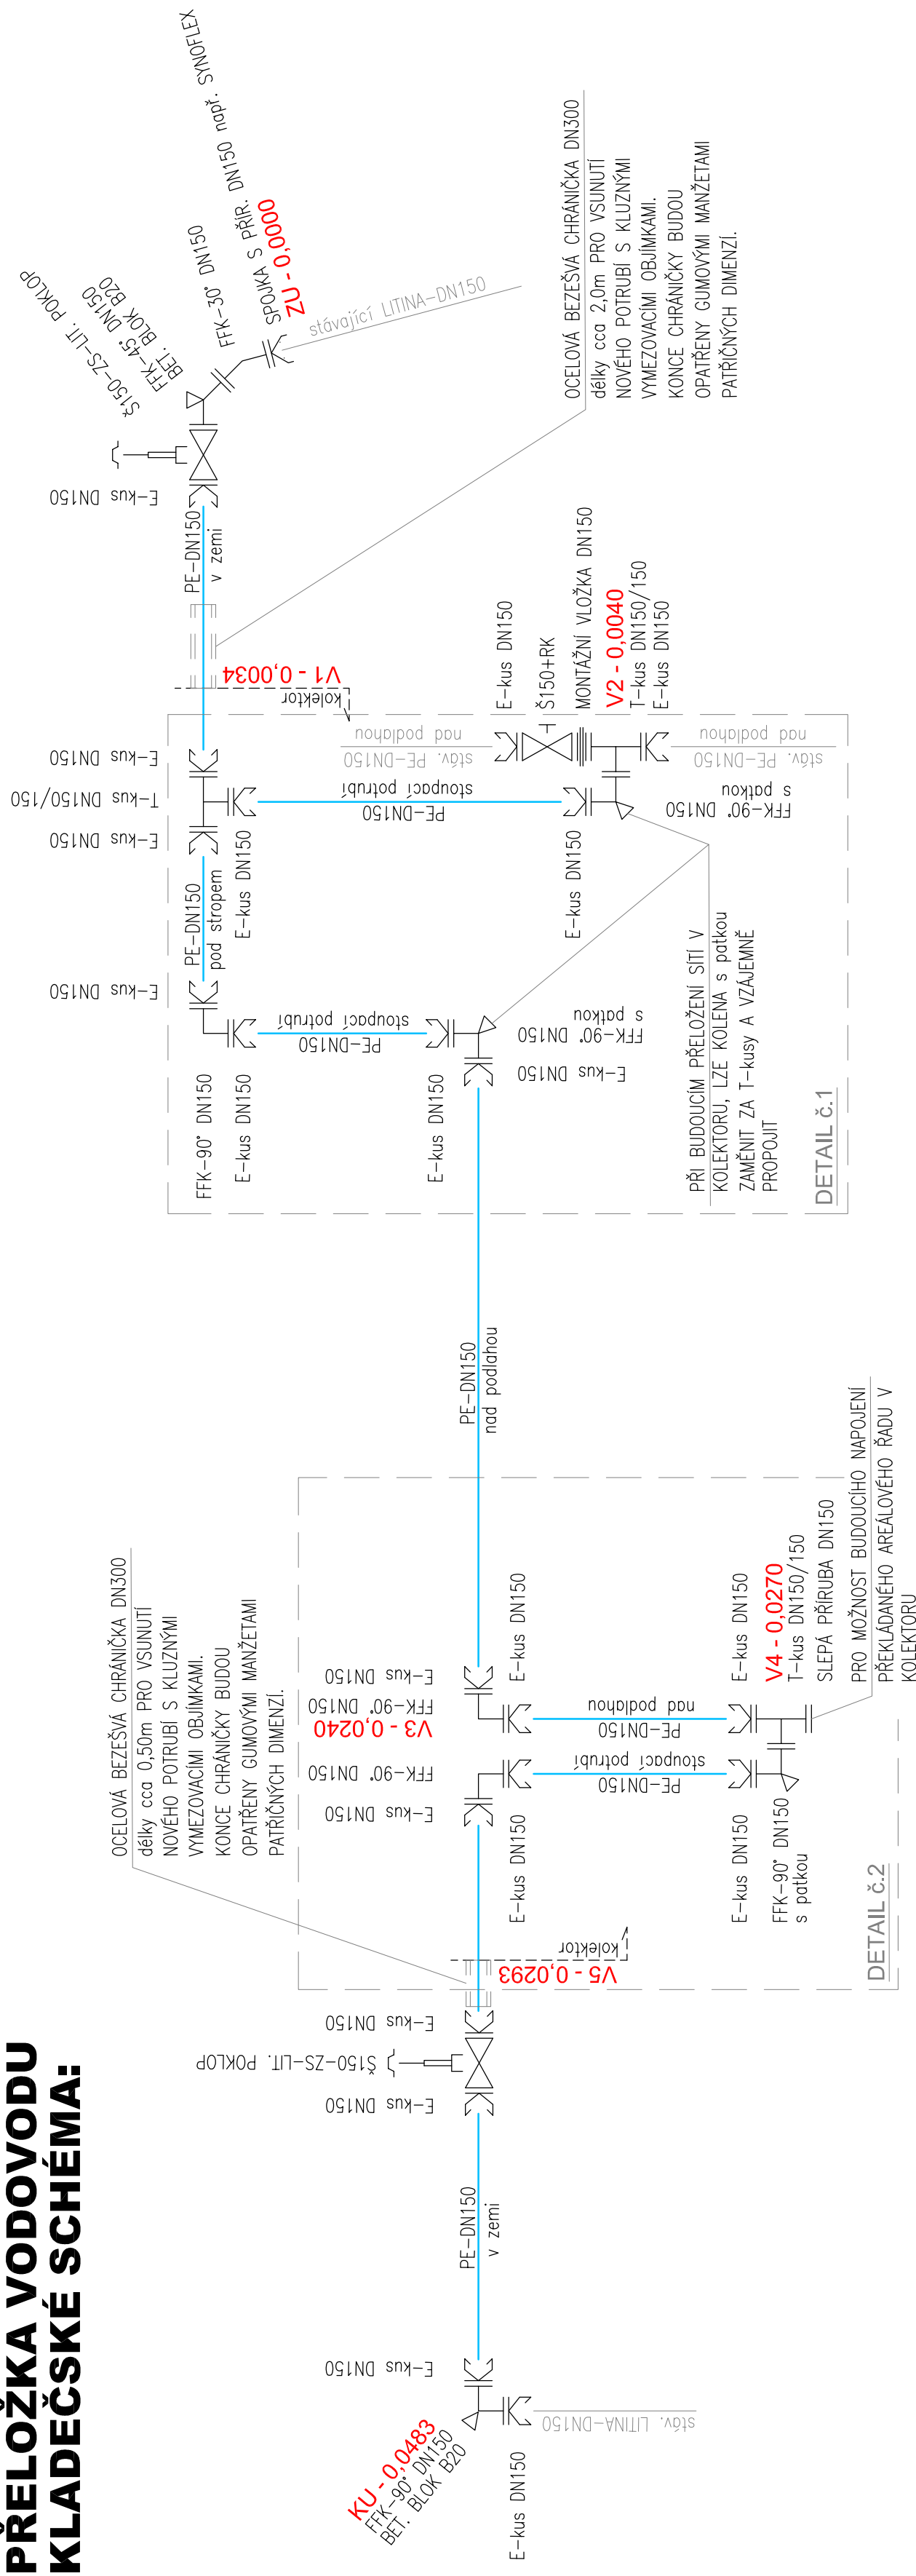 PŘELOŽKA VODOVODU
KLADEČSKÉ SCHÉMA:
KU - 0,0483
FFK-90° DN150
BET. BLOK B20
E-kus DN150
E-kus DN150
stáv. LITINA-DN150
PE-DN150
v zemi
E-kus DN150
Š150-ZS-LIT. POKLOP
E-kus DN150
OCELOVÁ BEZEŠVÁ CHRÁNIČKA DN300
délky cca 0,50m PRO VSUNUTÍ
NOVÉHO POTRUBÍ S KLUZNÝMI
VYMEZOVACÍMI OBJÍMKAMI.
KONCE CHRÁNIČKY BUDOU
OPATŘENY GUMOVÝMI MANŽETAMI
PATŘIČNÝCH DIMENZÍ.
V5 - 0,0293
kolektor
E-kus DN150
FFK-90° DN150
V3 - 0,0240
FFK-90° DN150
E-kus DN150
E-kus DN150
E-kus DN150
PE-DN150
stoupací potrubí
PE-DN150
nad podlahou
E-kus DN150
FFK-90° DN150
s patkou
E-kus DN150
V4 - 0,0270
T-kus DN150/150
SLEPÁ PŘÍRUBA DN150
PRO MOŽNOST BUDOUCÍHO NAPOJENÍ
PŘEKLÁDANÉHO AREÁLOVÉHO ŘADU V
KOLEKTORU
DETAIL č.2
PE-DN150
nad podlahou
FFK-90° DN150
E-kus DN150
E-kus DN150
E-kus DN150
PE-DN150
stoupací potrubí
E-kus DN150
FFK-90° DN150
s patkou
PE-DN150
pod stropem
E-kus DN150
E-kus DN150
T-kus DN150/150
E-kus DN150
PE-DN150
stoupací potrubí
E-kus DN150
E-kus DN150
FFK-90° DN150
s patkou
stáv. PE-DN150
nad podlahou
stáv. PE-DN150
nad podlahou
E-kus DN150
Š150+RK
MONTÁŽNÍ VLOŽKA DN150
V2 - 0,0040
T-kus DN150/150
E-kus DN150
PŘI BUDOUCÍM PŘELOŽENÍ SÍTÍ V
KOLEKTORU, LZE KOLENA s patkou
ZAMĚNIT ZA T-kusy A VZÁJEMNĚ
PROPOJIT
DETAIL č.1
kolektor
V1 - 0,0034
PE-DN150
v zemi
E-kus DN150
Š150-ZS-LIT. POKLOP
FFK-45° DN150
BET. BLOK B20
FFK-30° DN150
SPOJKA S PŘÍR. DN150 např. SYNOFLEX
ZU - 0,0000
stávající LITINA-DN150
OCELOVÁ BEZEŠVÁ CHRÁNIČKA DN300
délky cca 2,0m PRO VSUNUTÍ
NOVÉHO POTRUBÍ S KLUZNÝMI
VYMEZOVACÍMI OBJÍMKAMI.
KONCE CHRÁNIČKY BUDOU
OPATŘENY GUMOVÝMI MANŽETAMI
PATŘIČNÝCH DIMENZÍ.